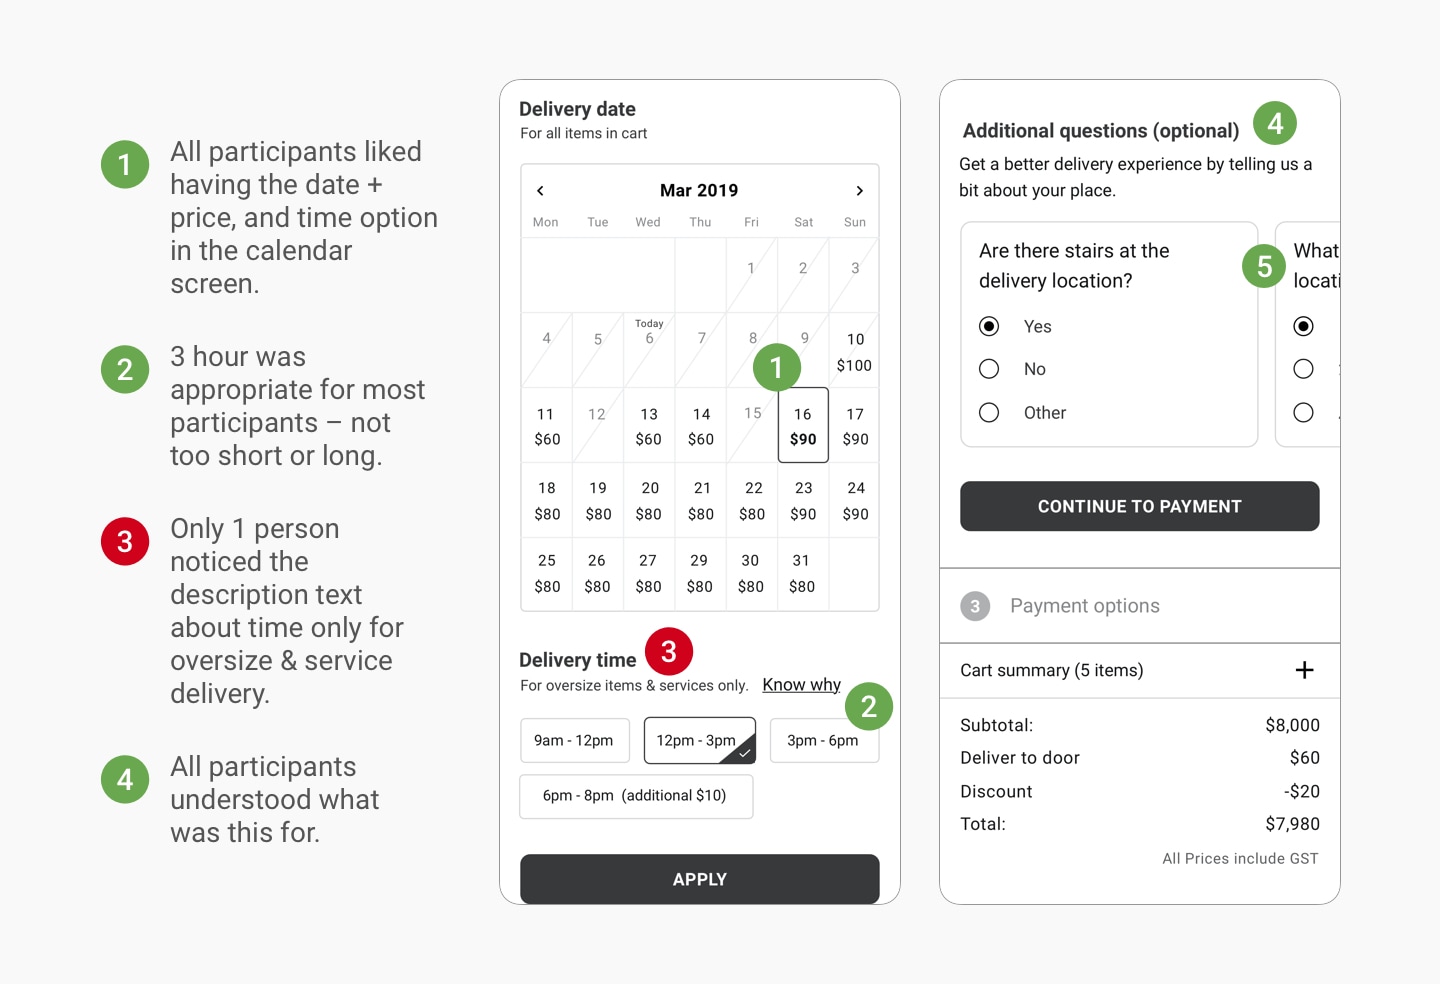 1
All participants liked
having the date +
price, and time option
in the calendar
screen.
2
3 hour was
appropriate for most
participants – not
too short or long.
3
Only 1 person
noticed the
description text
about time only for
oversize & service
delivery.
4
All participants
understood what
was this for.
Delivery date
For all items in cart
Mar 2019
Mon Tue Wed Thu Fri Sat Sun
1 2 3
Today
4 5 6 7 8 9 10
$100
1
11 12 13 14 15 16 17
$60 $60 $60 $90 $90
18 19 20 21 22 23 24
$80 $80 $80 $80 $80 $90 $90
25 26 27 29 30 31
$80 $80 $80 $80 $80 $80
Delivery time 3
For oversize items & services only. Know why
2
9am - 12pm 12pm - 3pm 3pm - 6pm
6pm - 8pm (additional $10)
APPLY
Additional questions (optional) 4
Get a better delivery experience by telling us a
bit about your place.
Are there stairs at the
delivery location?
Yes
No
Other
5
What
locati
CONTINUE TO PAYMENT
3 Payment options
Cart summary (5 items) +
Subtotal: $8,000
Deliver to door $60
Discount -$20
Total: $7,980
All Prices include GST